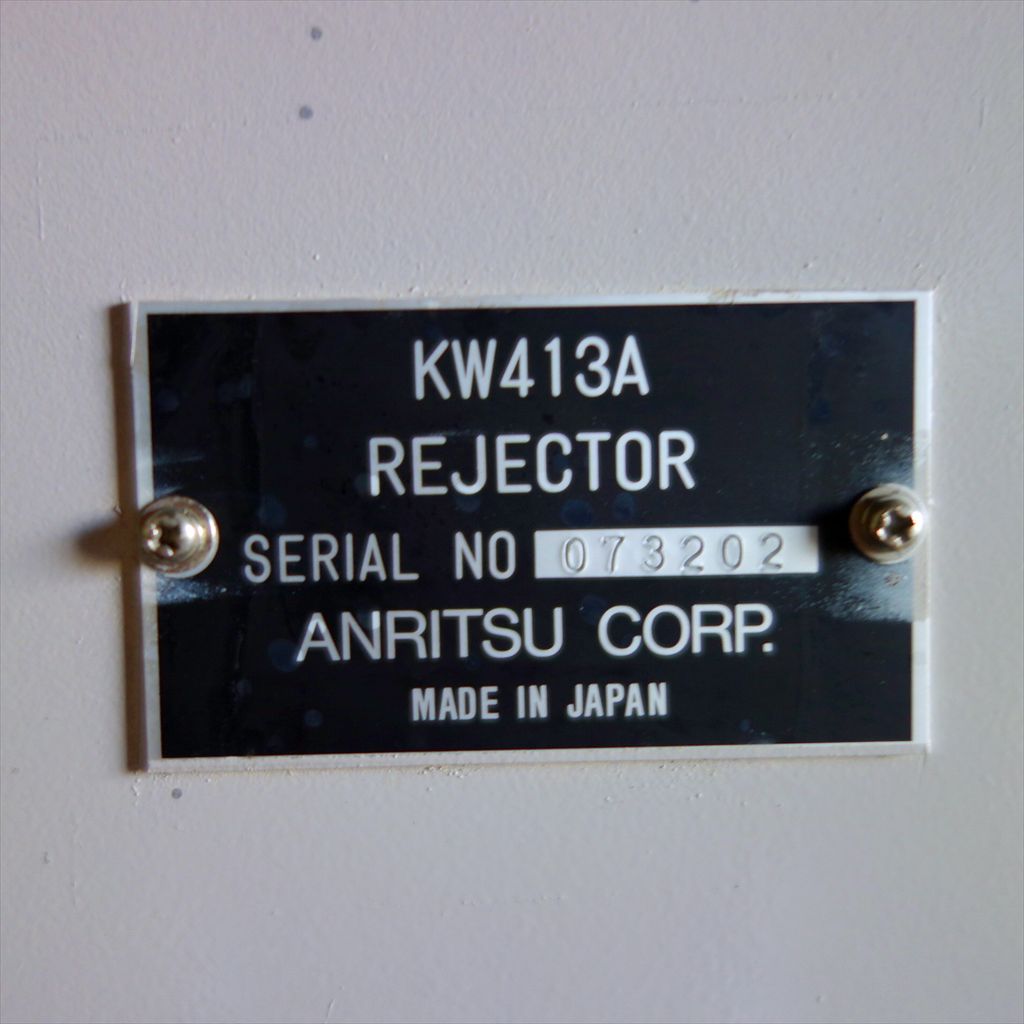 KW413A
REJECTOR
SERIAL NO 073202
ANRITSU CORP.
MADE IN JAPAN